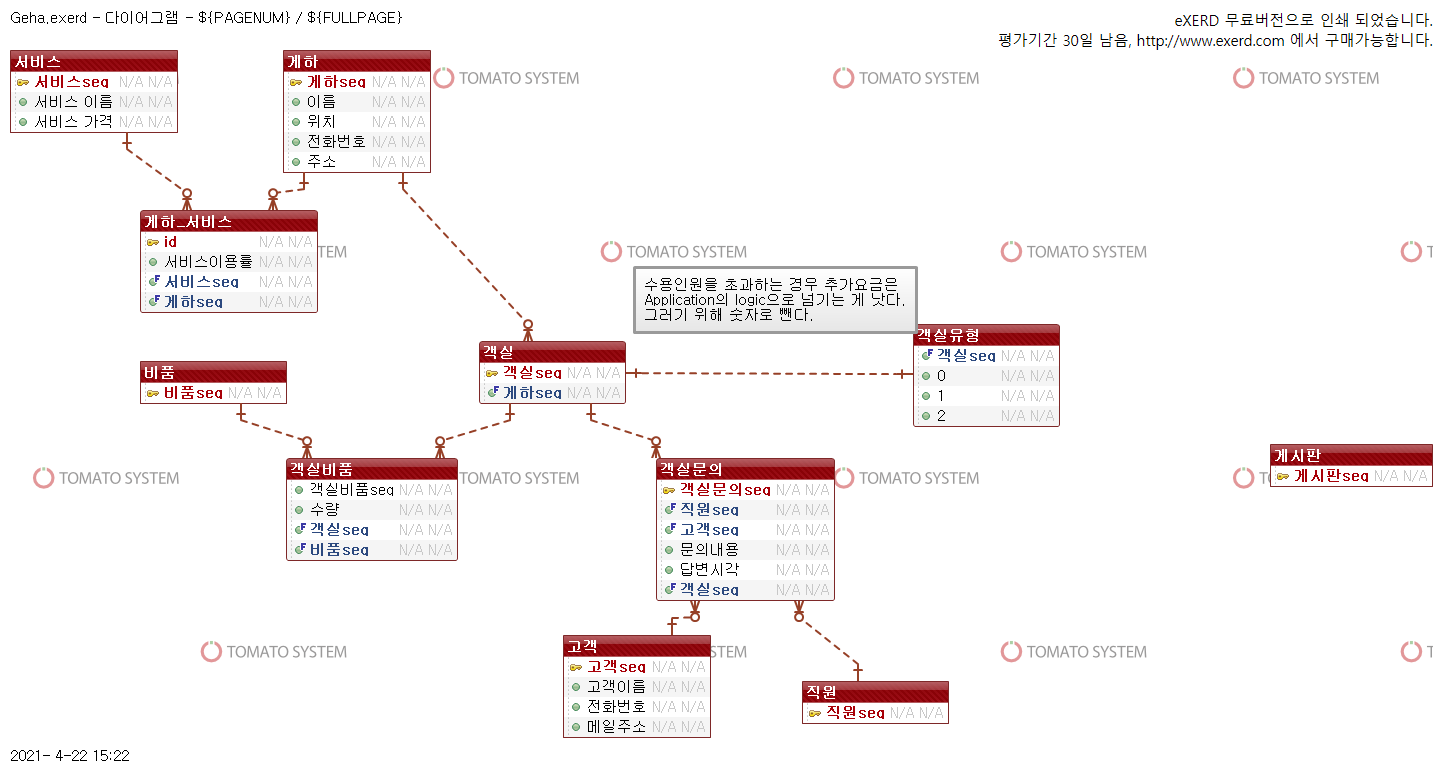 Geha.exerd - 다이어그램 - ${PAGENUM} / ${FULLPAGE}
eXERD 무료버전으로 인쇄 되었습니다.
평가기간 30일 남음, http://www.exerd.com 에서 구매가능합니다.
서비스
서비스seq N/A N/A
서비스 이름 N/A N/A
서비스 가격 N/A N/A
게하
게하seq N/A N/A
이름 N/A N/A
위치 N/A N/A
전화번호 N/A N/A
주소 N/A N/A
TOMATO SYSTEM
TOMATO SYSTEM
TOMATO SYSTEM
게하_서비스
id N/A N/A
서비스이용률 N/A N/A
서비스seq N/A N/A
게하seq N/A N/A
TEM
TOMATO SYSTEM
TOMATO SYSTEM
T
수용인원을 초과하는 경우 추가요금은
Application의 logic으로 넘기는 게 낫다.
그러기 위해 숫자로 뺀다.
객실
객실seq N/A N/A
게하seq N/A N/A
객실유형
객실seq N/A N/A
0 N/A N/A
1 N/A N/A
2 N/A N/A
비품
비품seq N/A N/A
객실비품
객실비품seq N/A N/A
수량 N/A N/A
객실seq N/A N/A
비품seq N/A N/A
객실문의
객실문의seq N/A N/A
직원seq N/A N/A
고객seq N/A N/A
문의내용 N/A N/A
답변시각 N/A N/A
객실seq N/A N/A
게시판
게시판seq N/A N/A
TOMATO SYSTEM
TOMATO SYSTEM
TOMATO SYSTEM
T
고객
고객seq N/A N/A
고객이름 N/A N/A
전화번호 N/A N/A
메일주소 N/A N/A
직원
직원seq N/A N/A
TOMATO SYSTEM
TEM
TOMATO SYSTEM
T
2021- 4-22 15:22